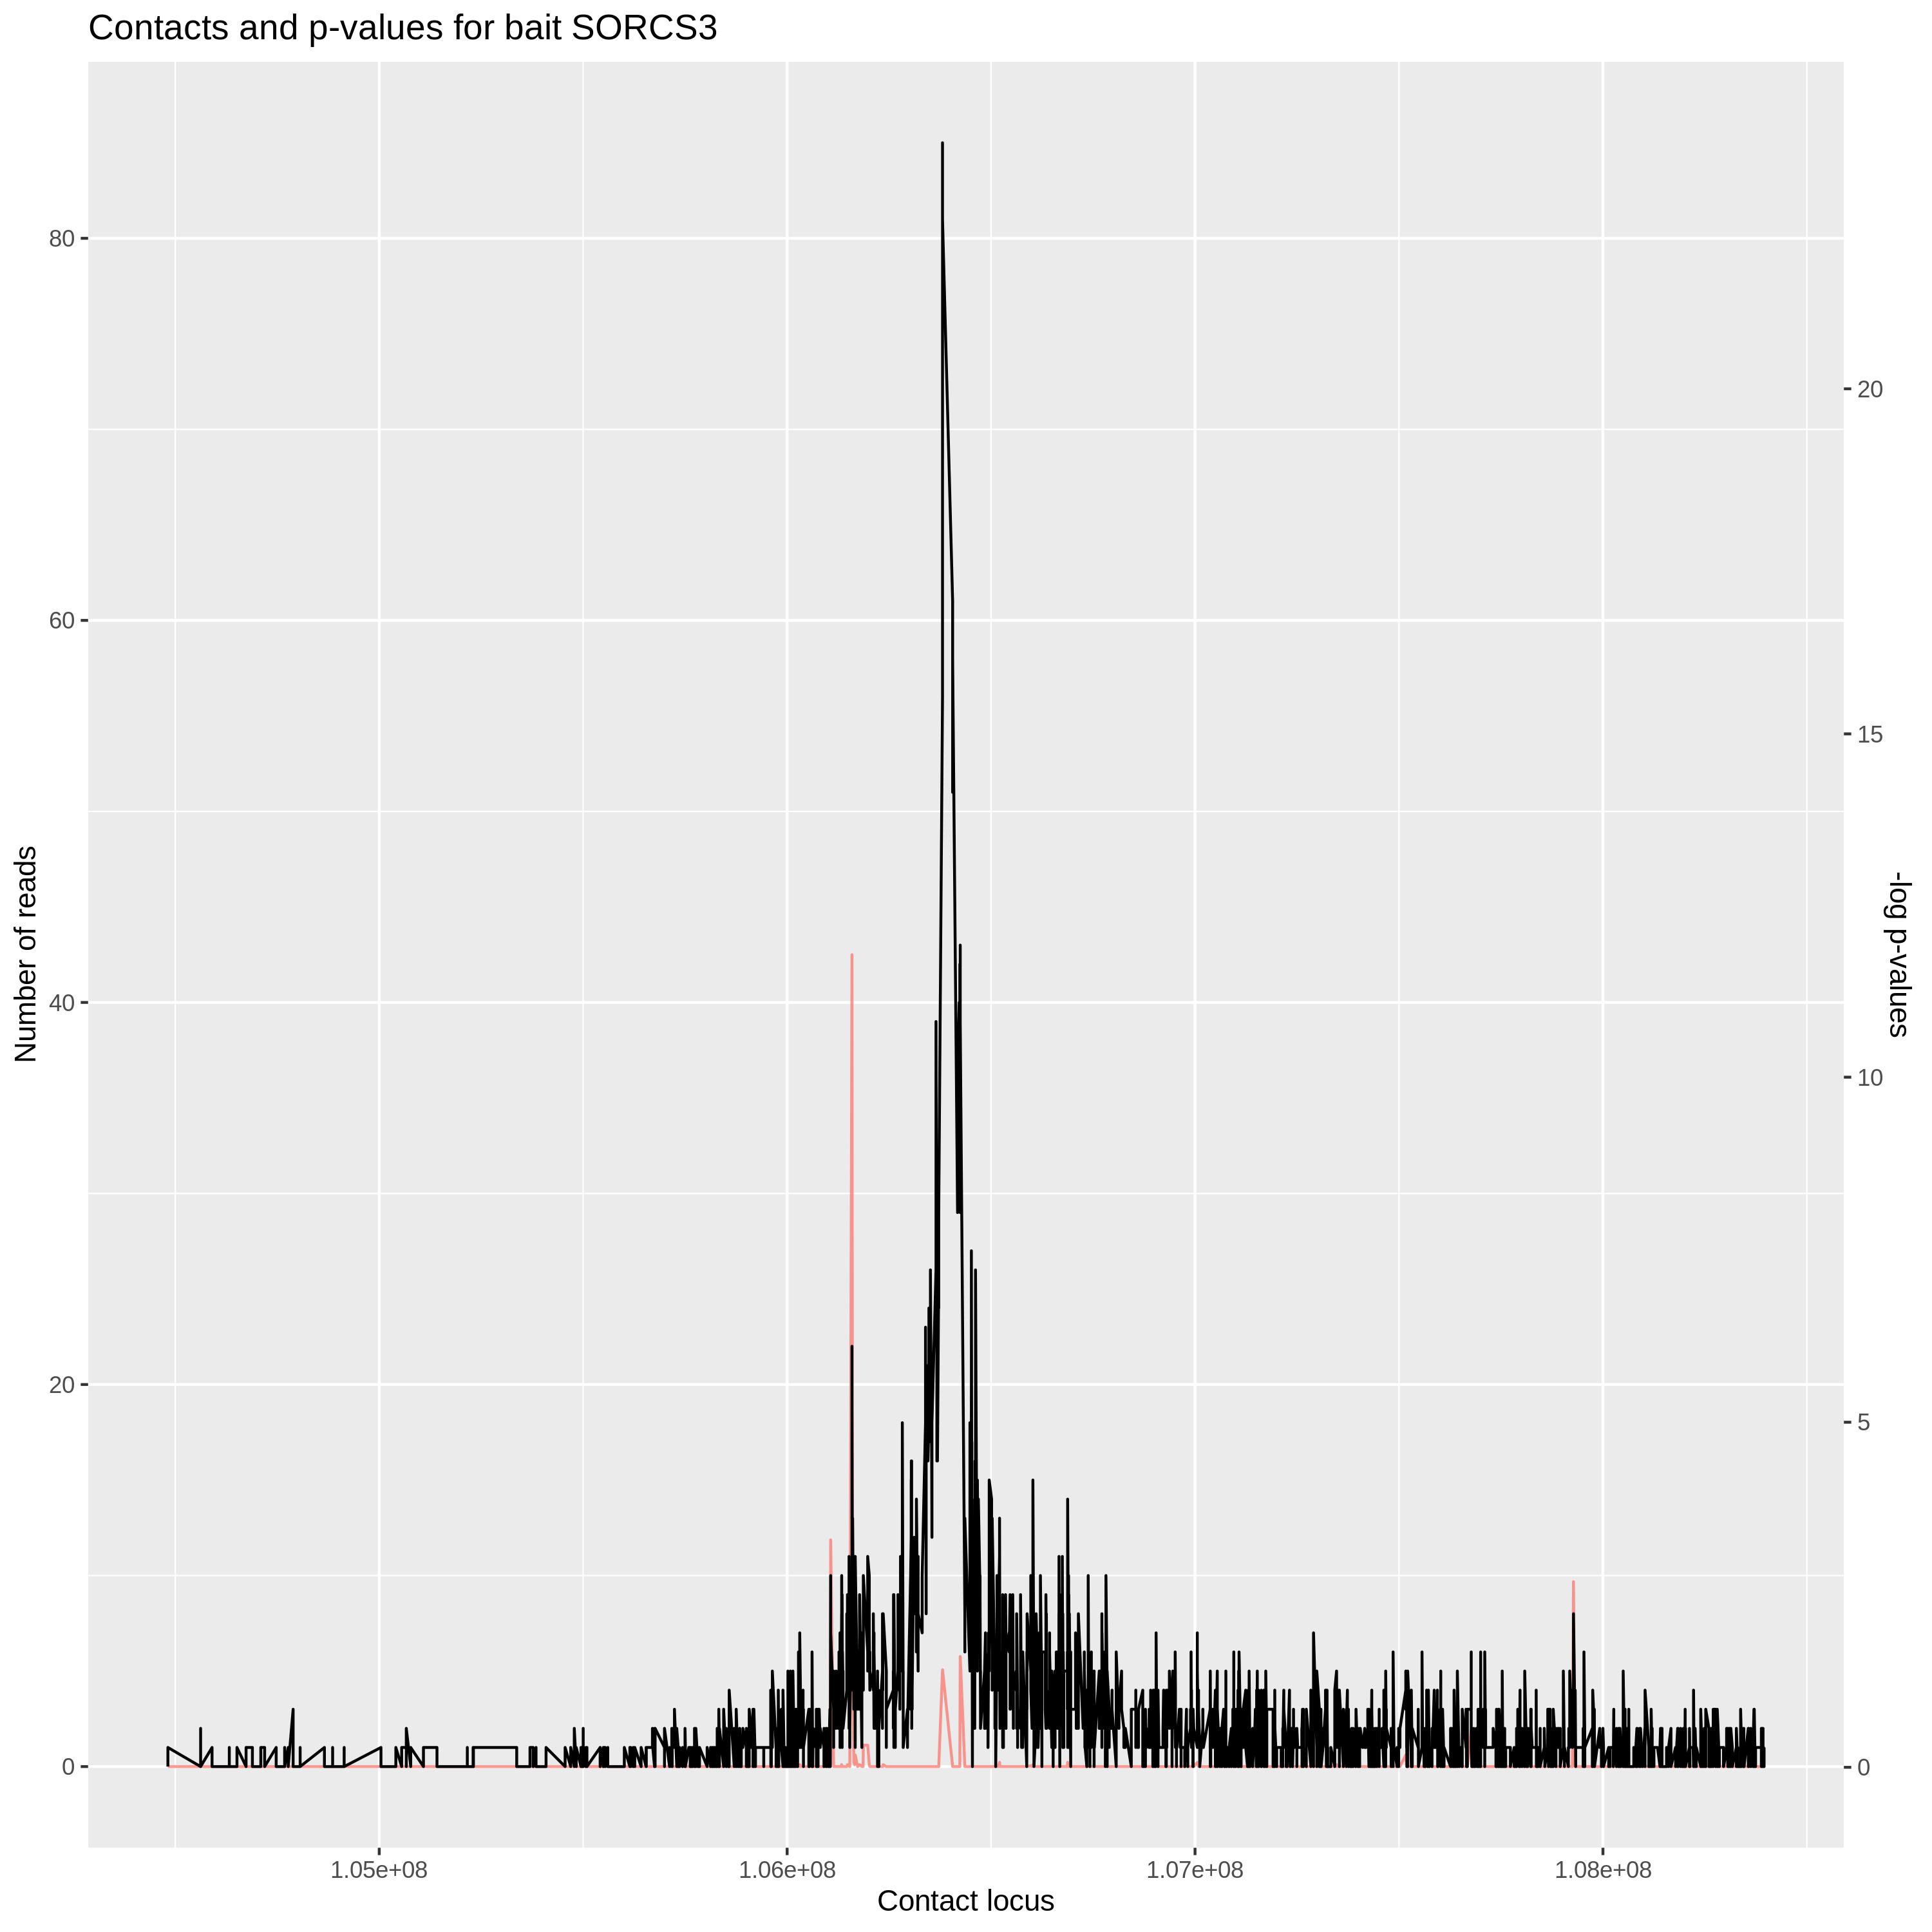 Contacts and p-values for bait SORCS3
80
60
40
20
0
Number of reads
20
15
10
5
0
-log p-values
1.05e+08
1.06e+08
1.07e+08
1.08e+08
Contact locus